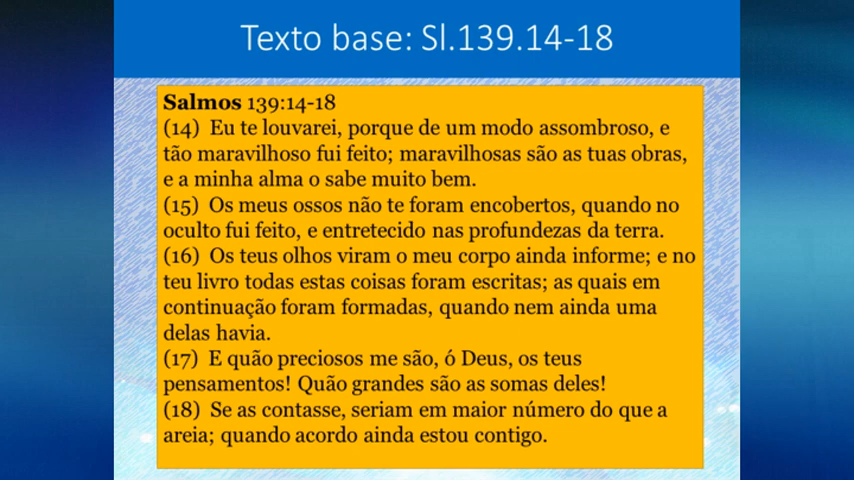 Texto base: Sl.139.14-18
Salmos 139:14-18
(14) Eu te louvarei, porque de um modo assombroso, e
tão maravilhoso fui feito; maravilhosas são as tuas obras,
e a minha alma o sabe muito bem.
(15) Os meus ossos não te foram encobertos, quando no
oculto fui feito, e entretecido nas profundezas da terra.
(16) Os teus olhos viram o meu corpo ainda informe; e no
teu livro todas estas coisas foram escritas; as quais em
continuação foram formadas, quando nem ainda uma
delas havia.
(17) E quão preciosos me são, ó Deus, os teus
pensamentos! Quão grandes são as somas deles!
(18) Se as contasse, seriam em maior número do que a
areia; quando acordo ainda estou contigo.